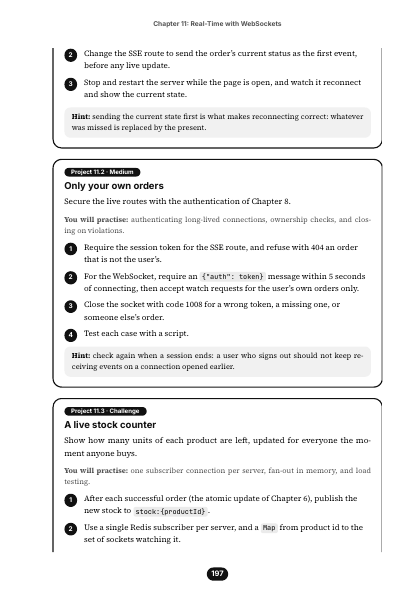 Chapter 11: Real-Time with WebSockets
2 Change the SSE route to send the order's current status as the first event,
before any live update.
3 Stop and restart the server while the page is open, and watch it reconnect
and show the current state.
Hint: sending the current state first is what makes reconnecting correct: whatever
was missed is replaced by the present.
Project 11.2 · Medium
Only your own orders
Secure the live routes with the authentication of Chapter 8.
You will practise: authenticating long-lived connections, ownership checks, and clos-
ing on violations.
1 Require the session token for the SSE route, and refuse with 404 an order
that is not the user's.
2 For the WebSocket, require an {"auth": token} message within 5 seconds
of connecting, then accept watch requests for the user's own orders only.
3 Close the socket with code 1008 for a wrong token, a missing one, or
someone else's order.
4 Test each case with a script.
Hint: check again when a session ends: a user who signs out should not keep re-
ceiving events on a connection opened earlier.
Project 11.3 · Challenge
A live stock counter
Show how many units of each product are left, updated for everyone the mo-
ment anyone buys.
You will practise: one subscriber connection per server, fan-out in memory, and load
testing.
1 After each successful order (the atomic update of Chapter 6), publish the
new stock to stock:{productId}.
2 Use a single Redis subscriber per server, and a Map from product id to the
set of sockets watching it.
197